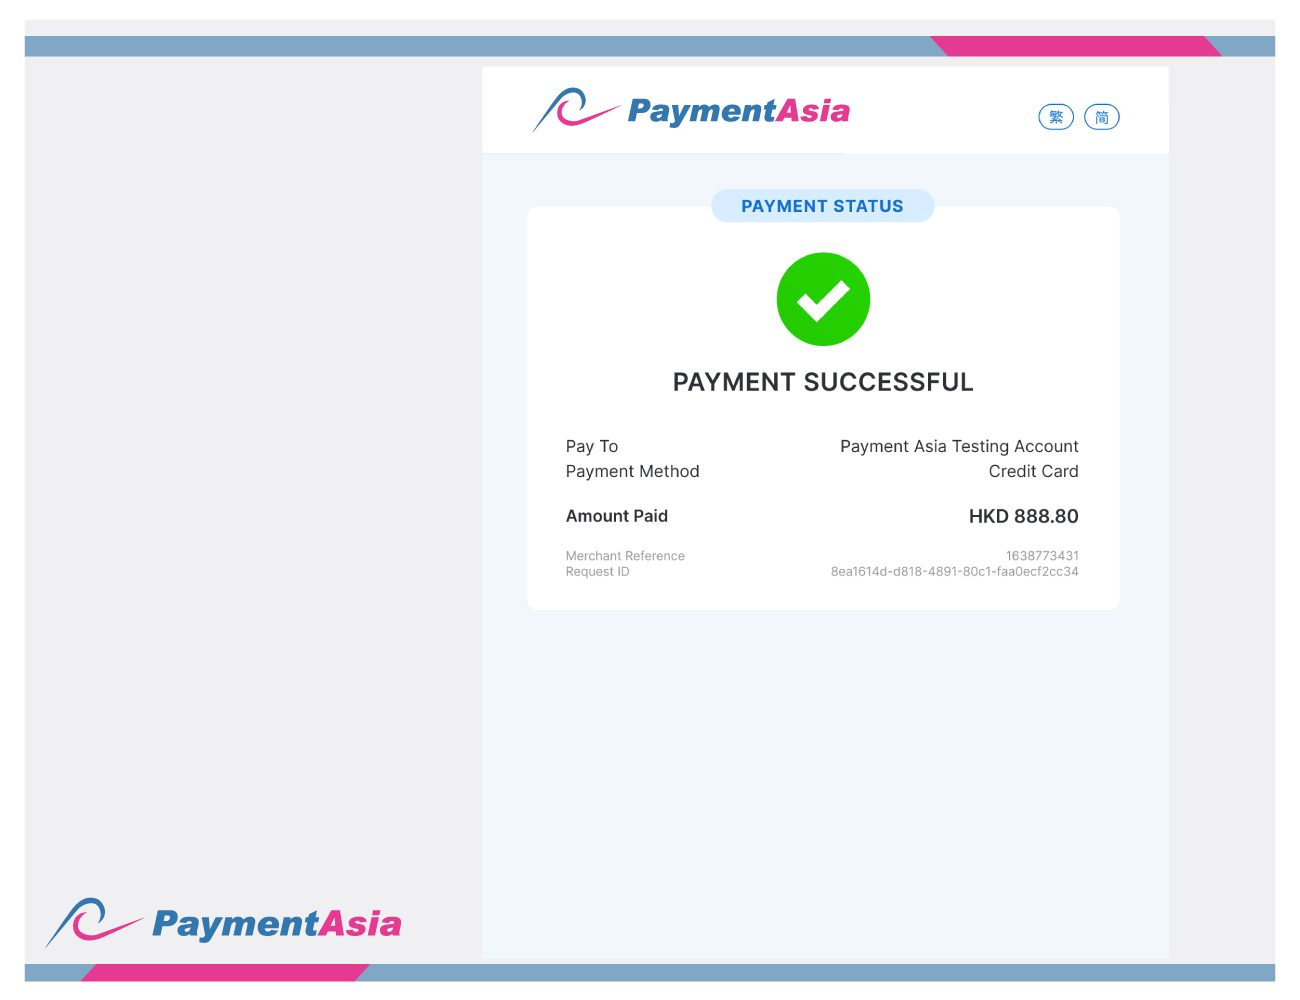 PaymentAsia
繁 简
PAYMENT STATUS
PAYMENT SUCCESSFUL
Pay To Payment Asia Testing Account
Payment Method Credit Card
Amount Paid HKD 888.80
Merchant Reference 1638773431
Request ID 8ea1614d-d818-4891-80c1-faa0ecf2cc34
PaymentAsia